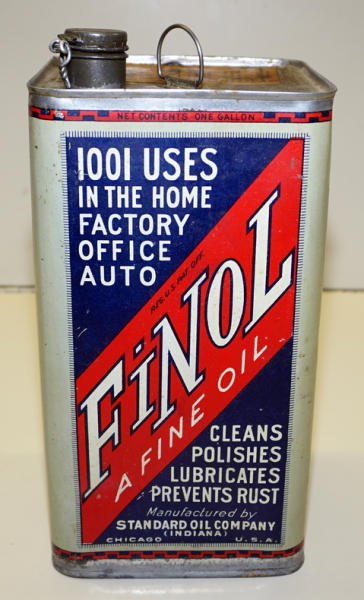 NET CONTENTS ONE GALLON
1001 USES
IN THE HOME
FACTORY
OFFICE
AUTO
REG. U.S. PAT. OFF.
FiNOL
A FINE OIL
CLEANS
POLISHES
LUBRICATES
PREVENTS RUST
Manufactured by
STANDARD OIL COMPANY
(INDIANA)
CHICAGO U.S.A.